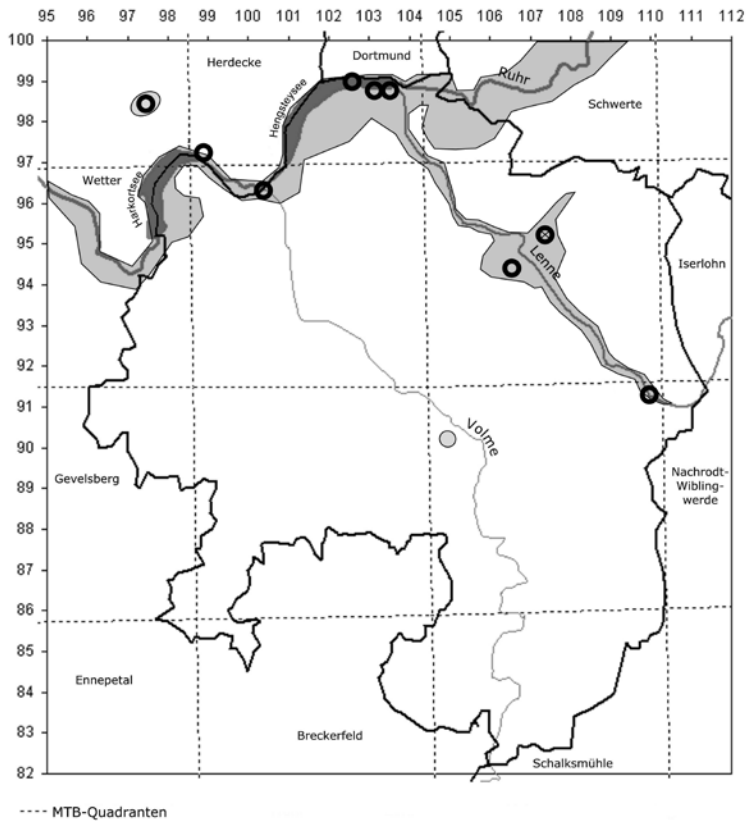 95 96 97 98 99 100 101 102 103 104 105 106 107 108 109 110 111 112
100
99
98
97
96
95
94
93
92
91
90
89
88
87
86
85
84
83
82
Herdecke
Dortmund
Ruhr
Schwerte
Hengsteysee
Wetter
Harkortsee
Lenne
Iserlohn
Volme
Gevelsberg
Nachrodt-
Wibling-
werde
Ennepetal
Breckerfeld
Schalksmühle
---- MTB-Quadranten